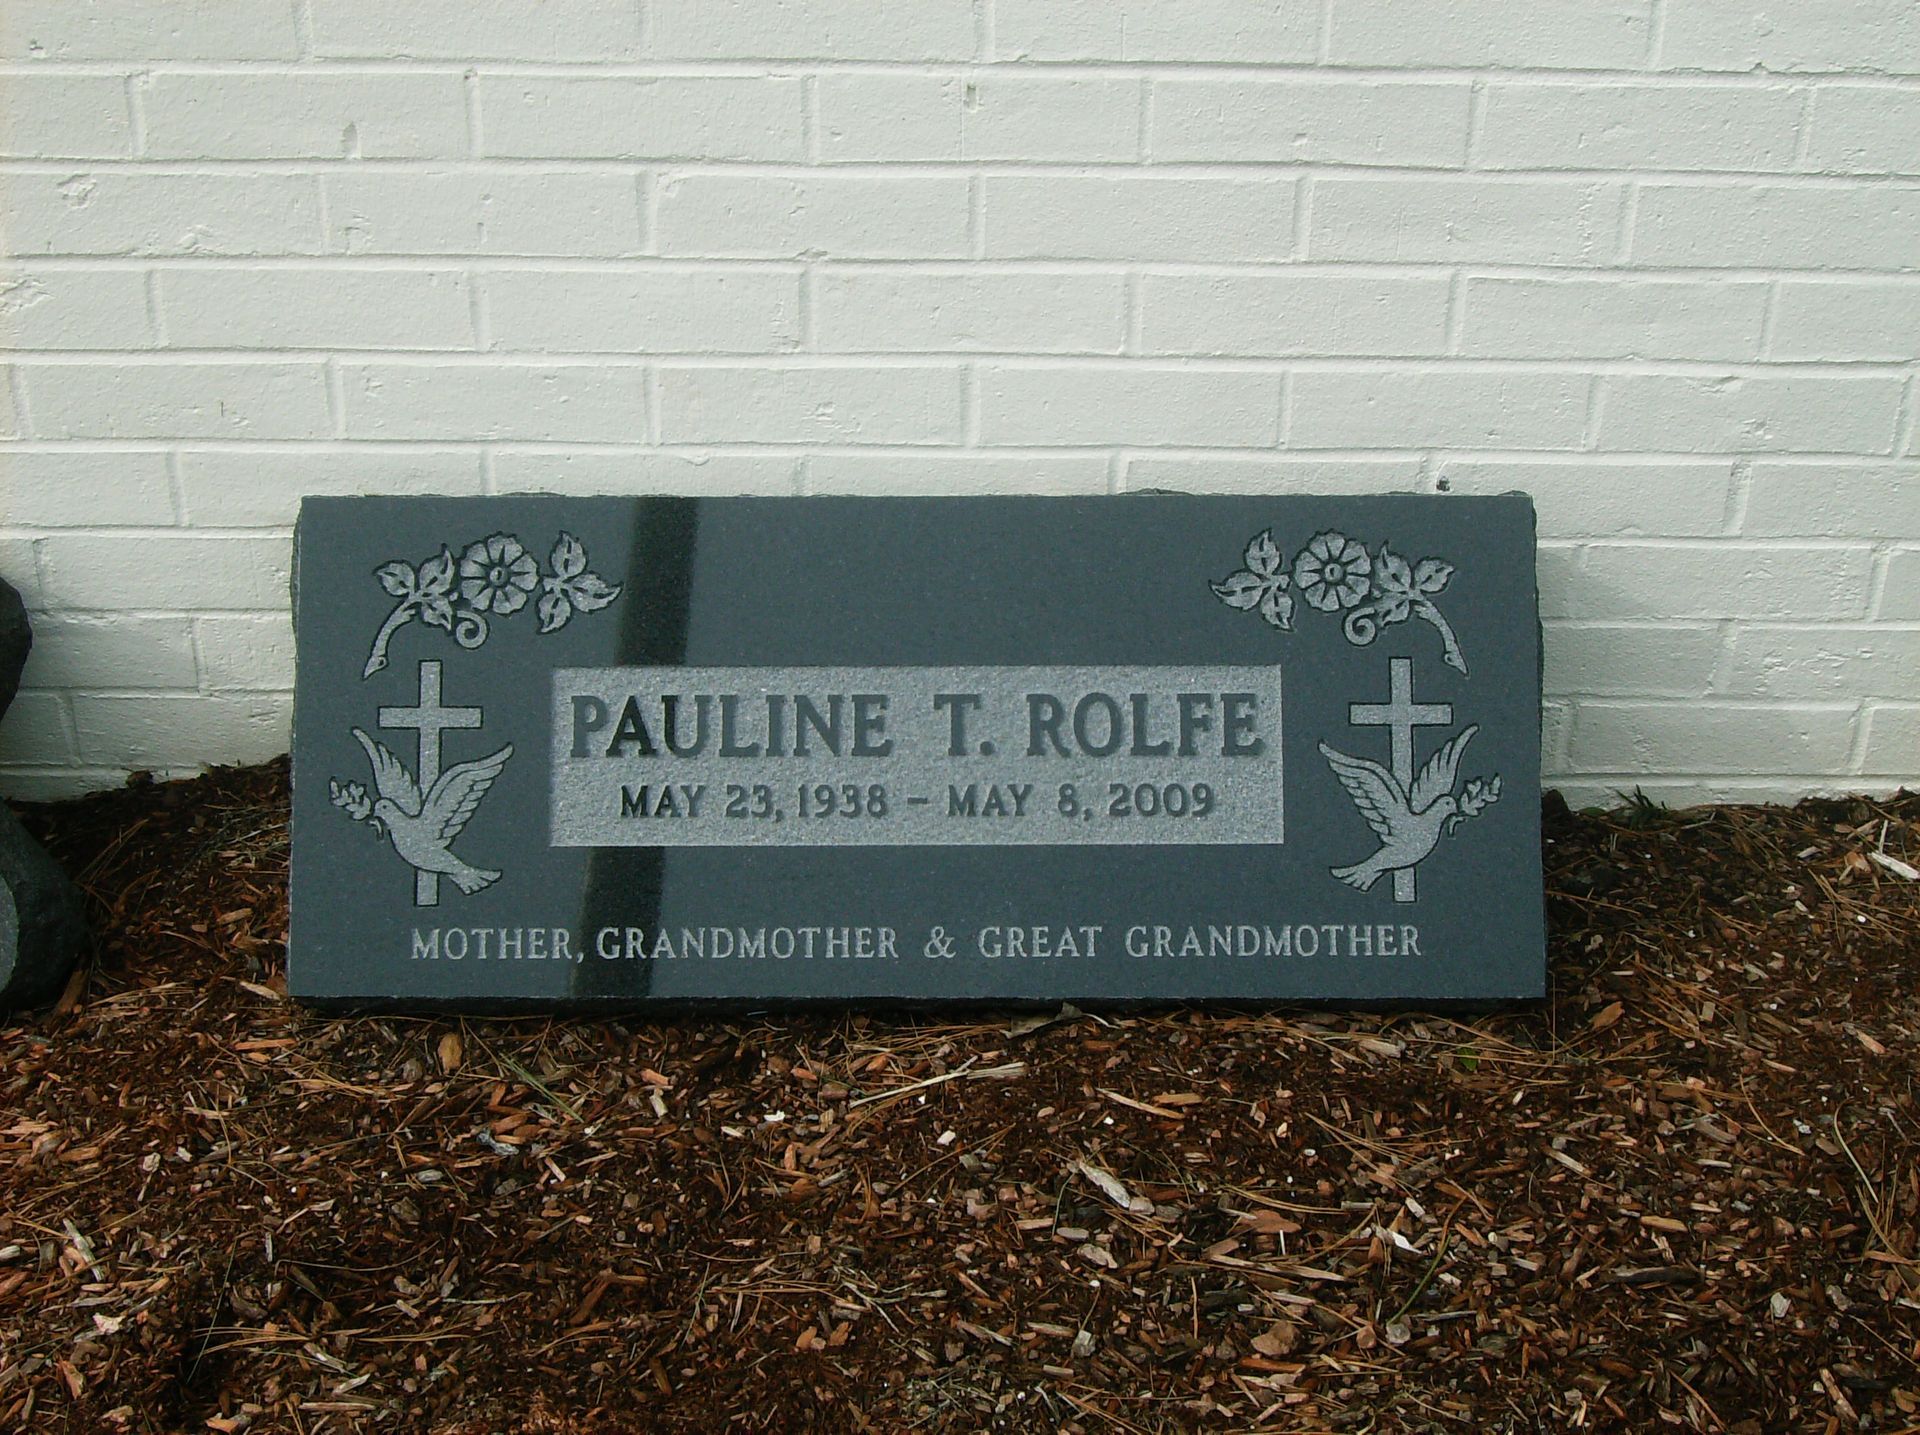 PAULINE T. ROLFE
MAY 23, 1938 - MAY 8, 2009
MOTHER, GRANDMOTHER & GREAT GRANDMOTHER